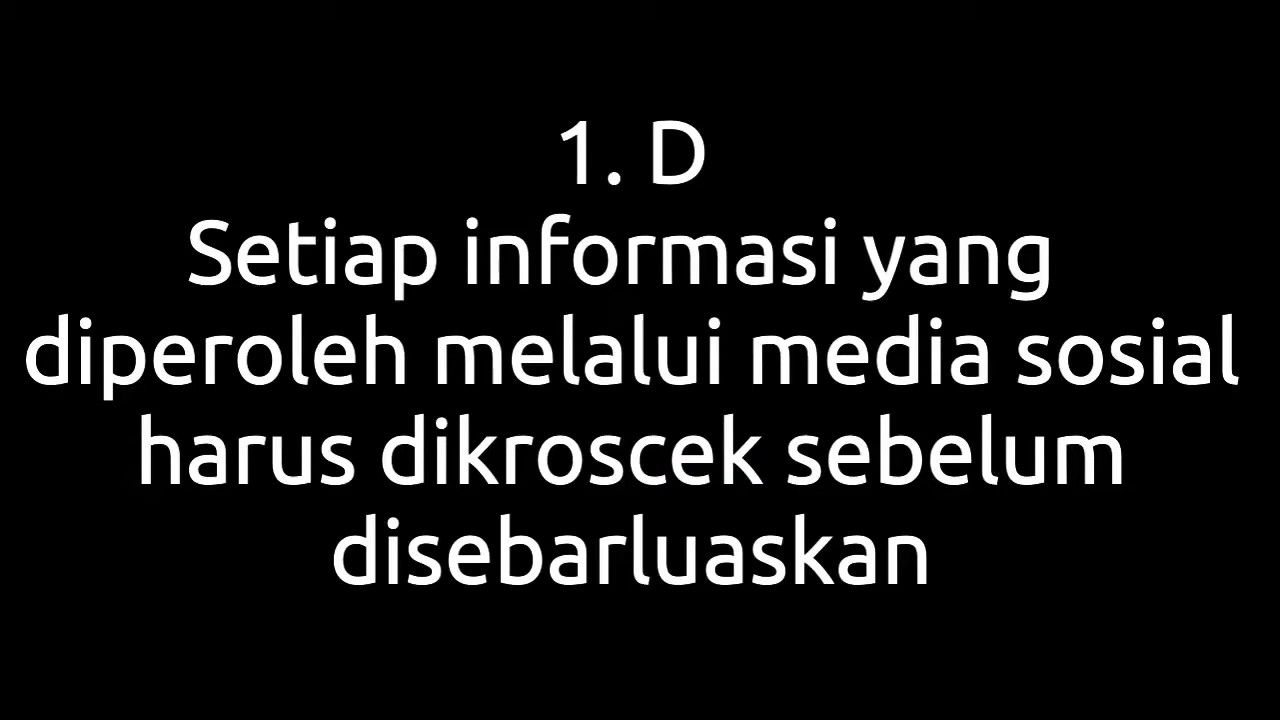 1. D
Setiap informasi yang
diperoleh melalui media sosial
harus dikroscek sebelum
disebarluaskan